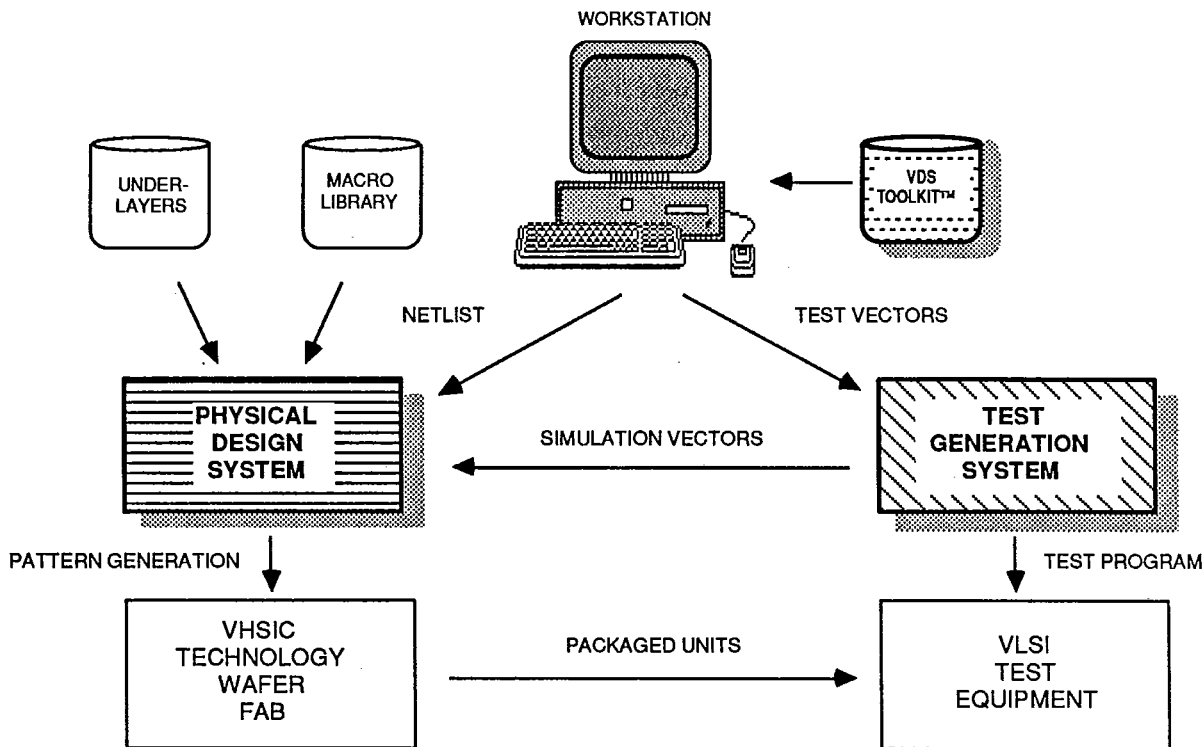 WORKSTATION
UNDER-
LAYERS
MACRO
LIBRARY
VDS
TOOLKIT™
NETLIST
TEST VECTORS
PHYSICAL
DESIGN
SYSTEM
SIMULATION VECTORS
TEST
GENERATION
SYSTEM
PATTERN GENERATION
TEST PROGRAM
VHSIC
TECHNOLOGY
WAFER
FAB
PACKAGED UNITS
VLSI
TEST
EQUIPMENT